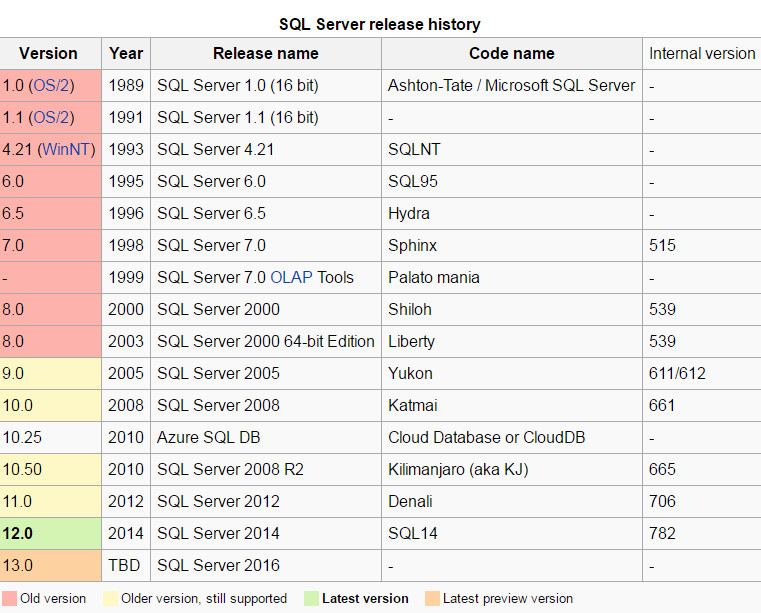 SQL Server release history
Version Year Release name Code name Internal version
1.0 (OS/2) 1989 SQL Server 1.0 (16 bit) Ashton-Tate / Microsoft SQL Server -
1.1 (OS/2) 1991 SQL Server 1.1 (16 bit) - -
4.21 (WinNT) 1993 SQL Server 4.21 SQLNT -
6.0 1995 SQL Server 6.0 SQL95 -
6.5 1996 SQL Server 6.5 Hydra -
7.0 1998 SQL Server 7.0 Sphinx 515
- 1999 SQL Server 7.0 OLAP Tools Palato mania -
8.0 2000 SQL Server 2000 Shiloh 539
8.0 2003 SQL Server 2000 64-bit Edition Liberty 539
9.0 2005 SQL Server 2005 Yukon 611/612
10.0 2008 SQL Server 2008 Katmai 661
10.25 2010 Azure SQL DB Cloud Database or CloudDB -
10.50 2010 SQL Server 2008 R2 Kilimanjaro (aka KJ) 665
11.0 2012 SQL Server 2012 Denali 706
12.0 2014 SQL Server 2014 SQL14 782
13.0 TBD SQL Server 2016 - -
Old version Older version, still supported Latest version Latest preview version